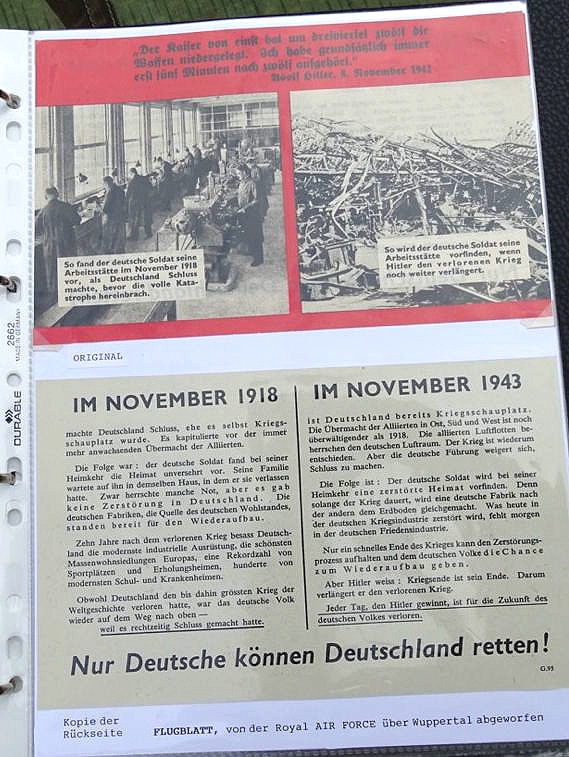 „Der Kaiser von einst hat um dreiviertel zwölf die
Waffen niedergelegt. Ich habe grundsätzlich immer
erst fünf Minuten nach zwölf aufgehört."
Adolf Hitler, 8. November 1942
So fand der deutsche Soldat seine
Arbeitsstätte im November 1918
vor, als Deutschland Schluss
machte, bevor die volle Kata-
strophe hereinbrach.
So wird der deutsche Soldat seine
Arbeitsstätte vorfinden, wenn
Hitler den verlorenen Krieg
noch weiter verlängert.
ORIGINAL
IM NOVEMBER 1918
machte Deutschland Schluss, ehe es selbst Kriegs-
schauplatz wurde. Es kapitulierte vor der immer
mehr anwachsenden Übermacht der Alliierten.
Die Folge war : der deutsche Soldat fand bei seiner
Heimkehr die Heimat unversehrt vor. Seine Familie
wartete auf ihn in demselben Haus, in dem er sie verlassen
hatte. Zwar herrschte manche Not, aber es gab
keine Zerstörung in Deutschland. Die
deutschen Fabriken, die Quelle des deutschen Wohlstandes,
standen bereit für den Wiederaufbau.
Zehn Jahre nach dem verlorenen Krieg besass Deutsch-
land die modernste industrielle Ausrüstung, die schönsten
Massenwohnsiedlungen Europas, eine Rekordzahl von
Sportplätzen und Erholungsheimen, hunderte von
modernsten Schul- und Krankenheimen.
Obwohl Deutschland den bis dahin grössten Krieg der
Weltgeschichte verloren hatte, war das deutsche Volk
wieder auf dem Weg nach oben —
weil es rechtzeitig Schluss gemacht hatte.
IM NOVEMBER 1943
ist Deutschland bereits Kriegsschauplatz.
Die Übermacht der Alliierten in Ost, Süd und West ist noch
überwältigender als 1918. Die alliierten Luftflotten be-
herrschen den deutschen Luftraum. Der Krieg ist wiederum
entschieden. Aber die deutsche Führung weigert sich,
Schluss zu machen.
Die Folge ist : Der deutsche Soldat wird bei seiner
Heimkehr eine zerstörte Heimat vorfinden. Denn
solange der Krieg dauert, wird eine deutsche Fabrik nach
der andern dem Erdboden gleichgemacht. Was heute in
der deutschen Kriegsindustrie zerstört wird, fehlt morgen
in der deutschen Friedensindustrie.
Nur ein schnelles Ende des Krieges kann den Zerstörungs-
prozess aufhalten und dem deutschen Volke die Chance
zum Wiederaufbau geben.
Aber Hitler weiss : Kriegsende ist sein Ende. Darum
verlängert er den verlorenen Krieg.
Jeder Tag, den Hitler gewinnt, ist für die Zukunft des
deutschen Volkes verloren.
Nur Deutsche können Deutschland retten!
G.95
Kopie der
Rückseite
FLUGBLATT, von der Royal AIR FORCE über Wuppertal abgeworfen
DURABLE
2662
MADE IN GERMANY